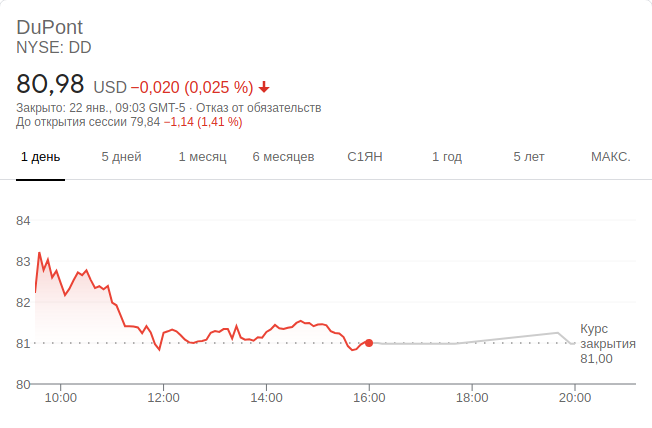 DuPont
NYSE: DD
80,98 USD −0,020 (0,025 %)
Закрыто: 22 янв., 09:03 GMT-5 · Отказ от обязательств
До открытия сессии 79,84 −1,14 (1,41 %)
1 день 5 дней 1 месяц 6 месяцев С1ЯН 1 год 5 лет МАКС.
84
83
82
81
80
Курс
закрытия
81,00
10:00 12:00 14:00 16:00 18:00 20:00